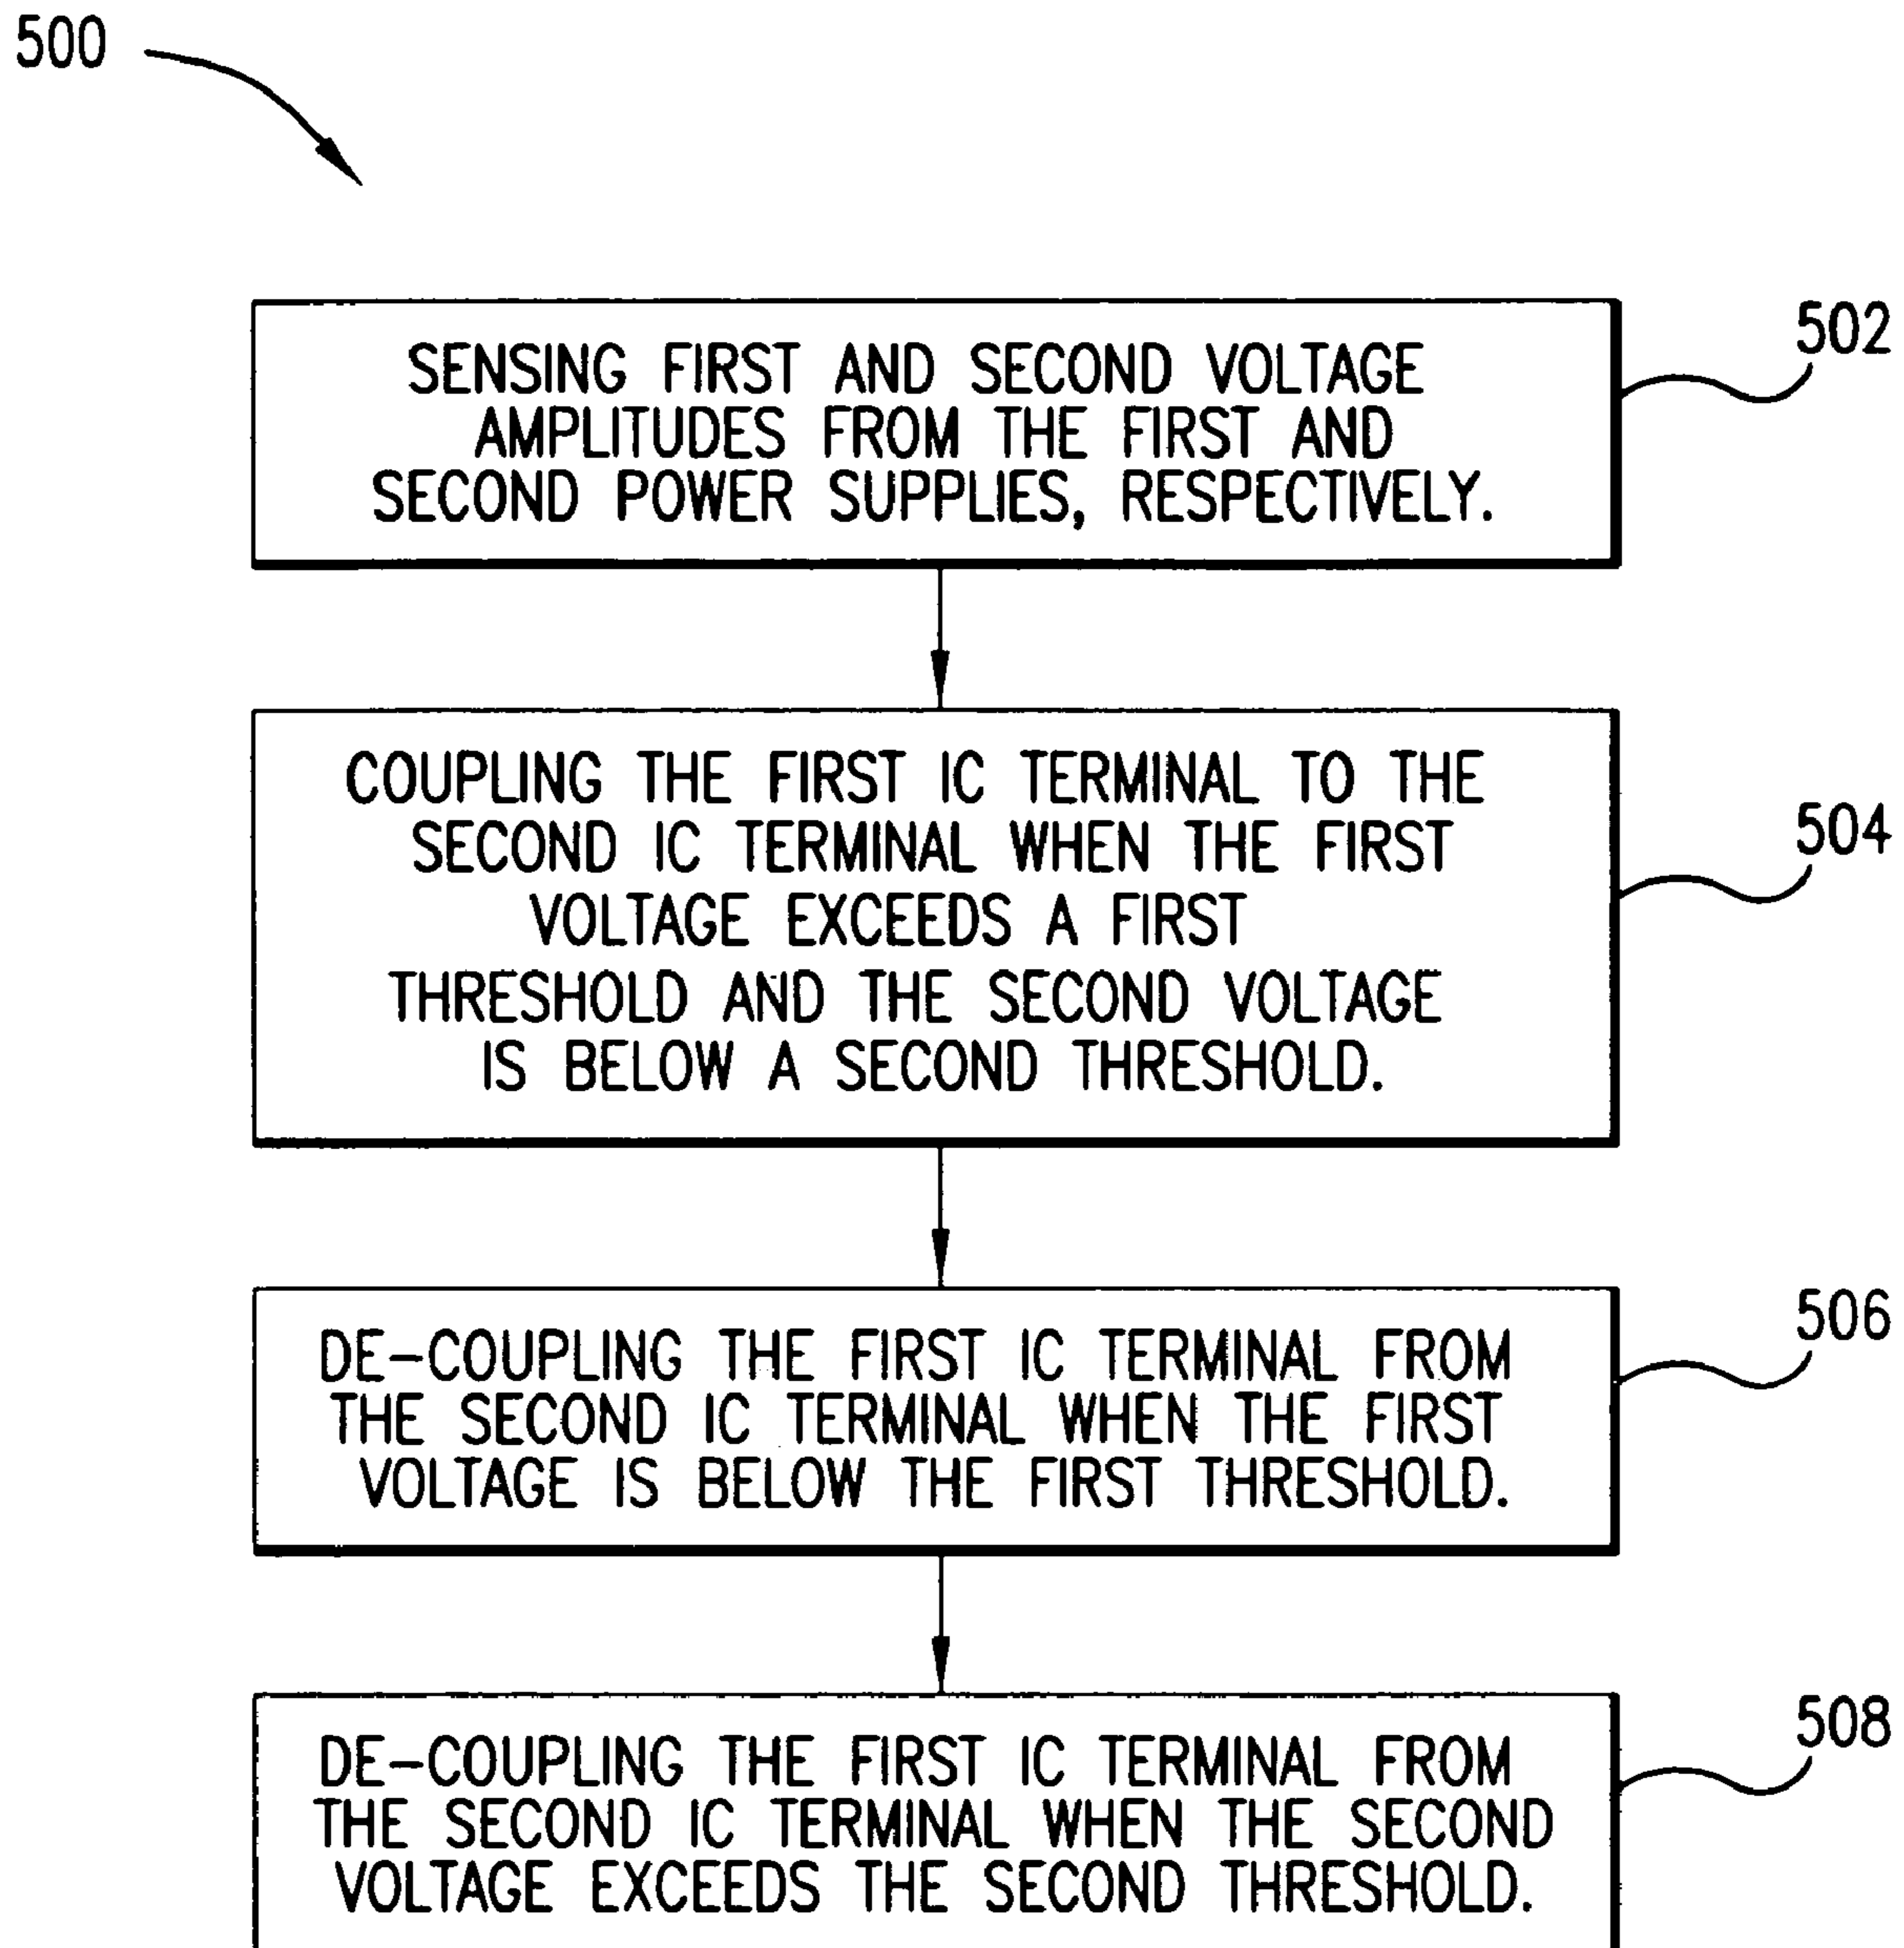 500
502
SENSING FIRST AND SECOND VOLTAGE
AMPLITUDES FROM THE FIRST AND
SECOND POWER SUPPLIES, RESPECTIVELY.
504
COUPLING THE FIRST IC TERMINAL TO THE
SECOND IC TERMINAL WHEN THE FIRST
VOLTAGE EXCEEDS A FIRST
THRESHOLD AND THE SECOND VOLTAGE
IS BELOW A SECOND THRESHOLD.
506
DE-COUPLING THE FIRST IC TERMINAL FROM
THE SECOND IC TERMINAL WHEN THE FIRST
VOLTAGE IS BELOW THE FIRST THRESHOLD.
508
DE-COUPLING THE FIRST IC TERMINAL FROM
THE SECOND IC TERMINAL WHEN THE SECOND
VOLTAGE EXCEEDS THE SECOND THRESHOLD.